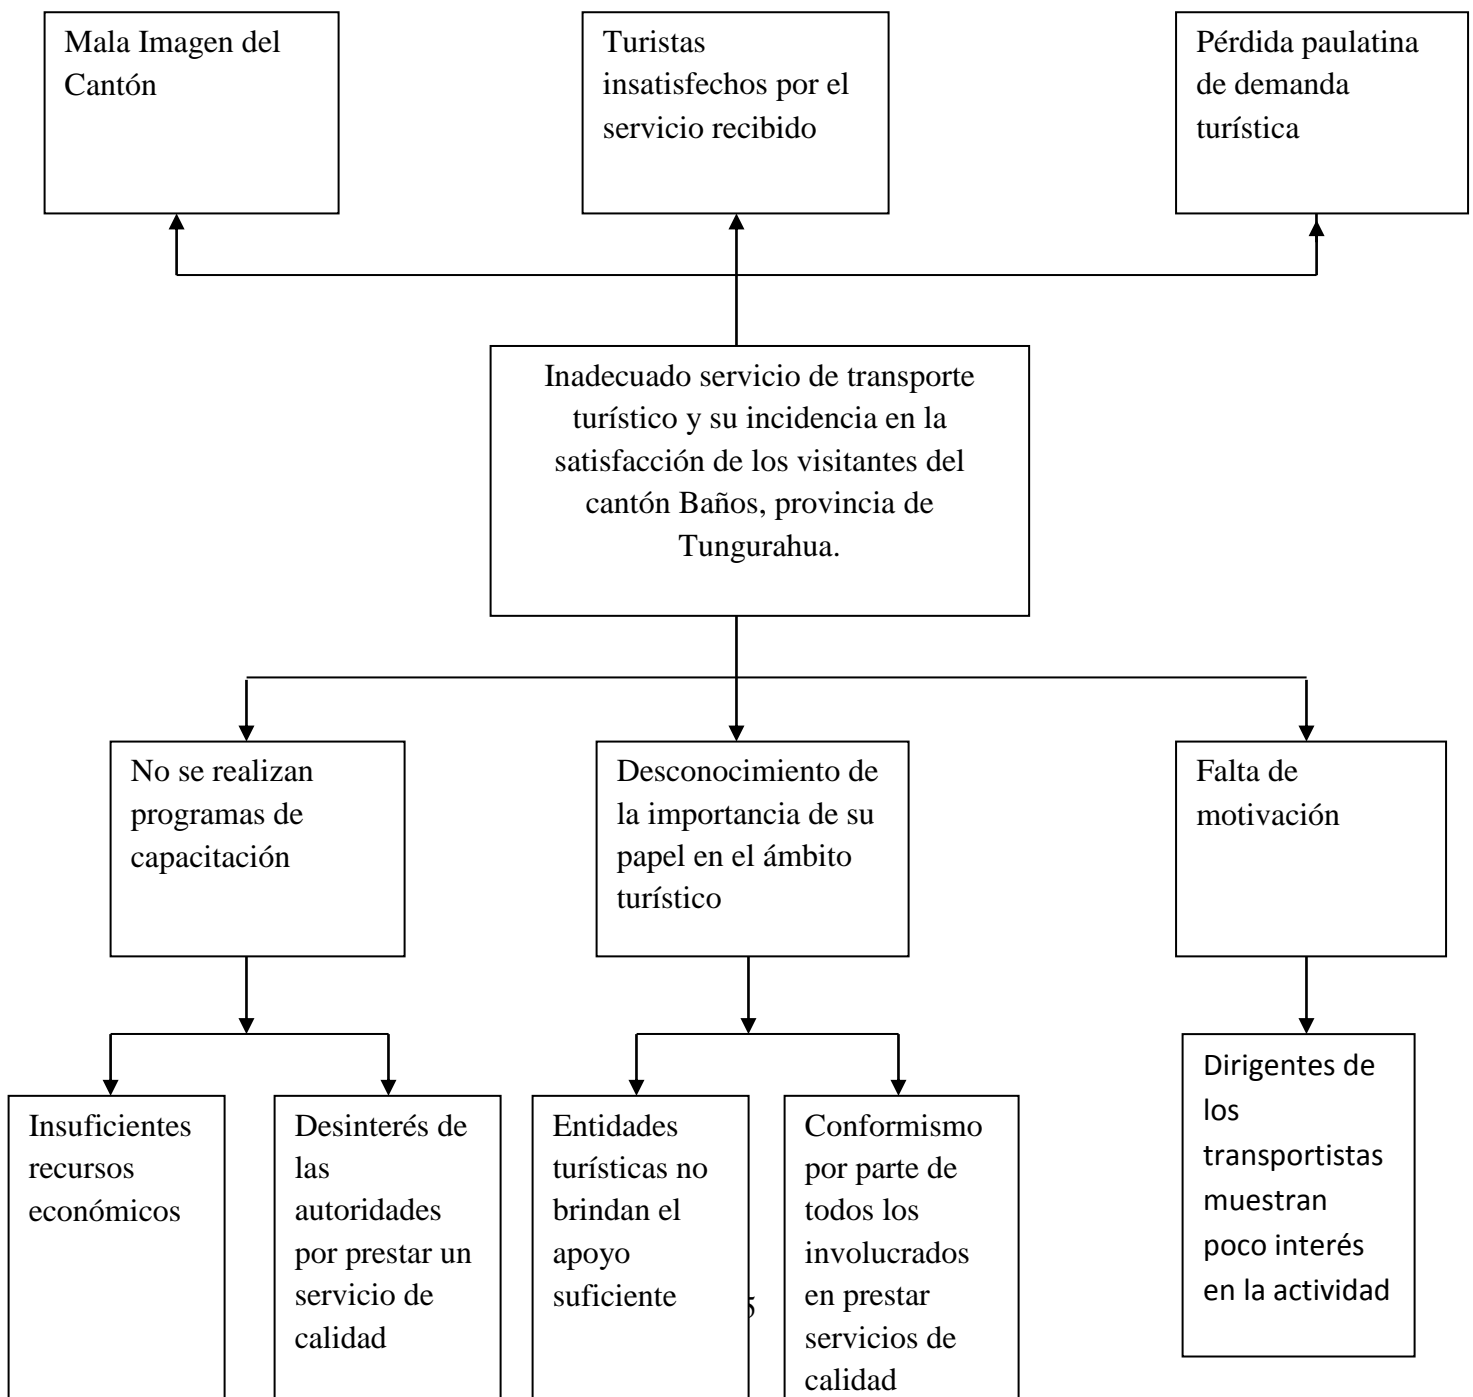 Mala Imagen del
Cantón
Turistas
insatisfechos por el
servicio recibido
Pérdida paulatina
de demanda
turística
Inadecuado servicio de transporte
turístico y su incidencia en la
satisfacción de los visitantes del
cantón Baños, provincia de
Tungurahua.
No se realizan
programas de
capacitación
Desconocimiento de
la importancia de su
papel en el ámbito
turístico
Falta de
motivación
Insuficientes
recursos
económicos
Desinterés de
las
autoridades
por prestar un
servicio de
calidad
Entidades
turísticas no
brindan el
apoyo
suficiente
Conformismo
por parte de
todos los
involucrados
en prestar
servicios de
calidad
Dirigentes de
los
transportistas
muestran
poco interés
en la actividad